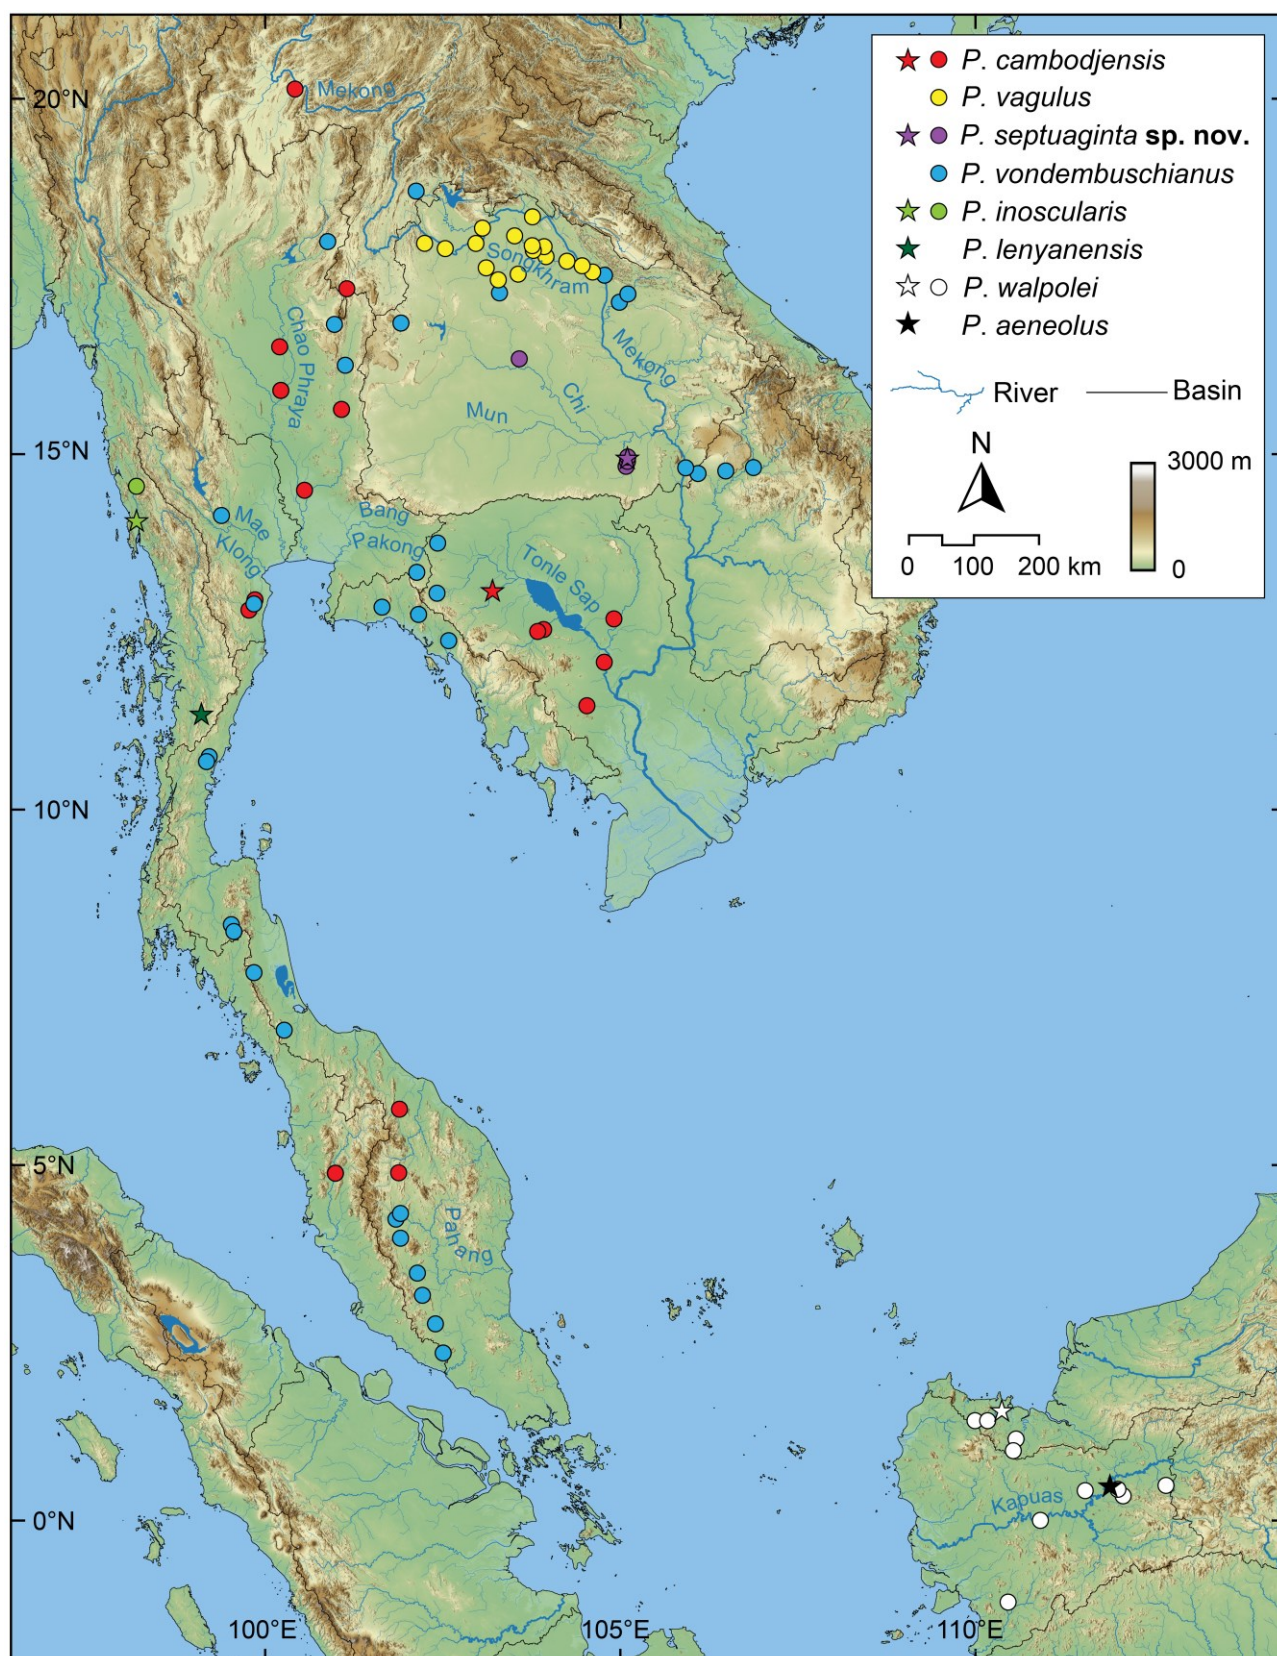 P. cambodjensis
P. vagulus
P. septuaginta sp. nov.
P. vondembuschianus
P. inoscularis
P. lenyanensis
P. walpolei
P. aeneolus
River
Basin
N
3000 m
0
0 100 200 km
20°N
Mekong
Songkhram
Chao Phraya
Mekong
Chi
Mun
15°N
Mae
Klong
Bang
Pakong
Tonle Sap
10°N
5°N
Pahang
Kapuas
0°N
100°E
105°E
110°E